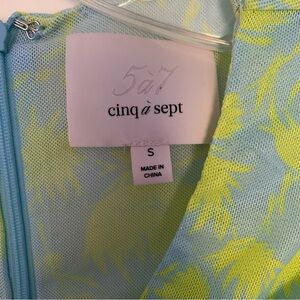 5à7
cinq à sept
S
MADE IN
CHINA